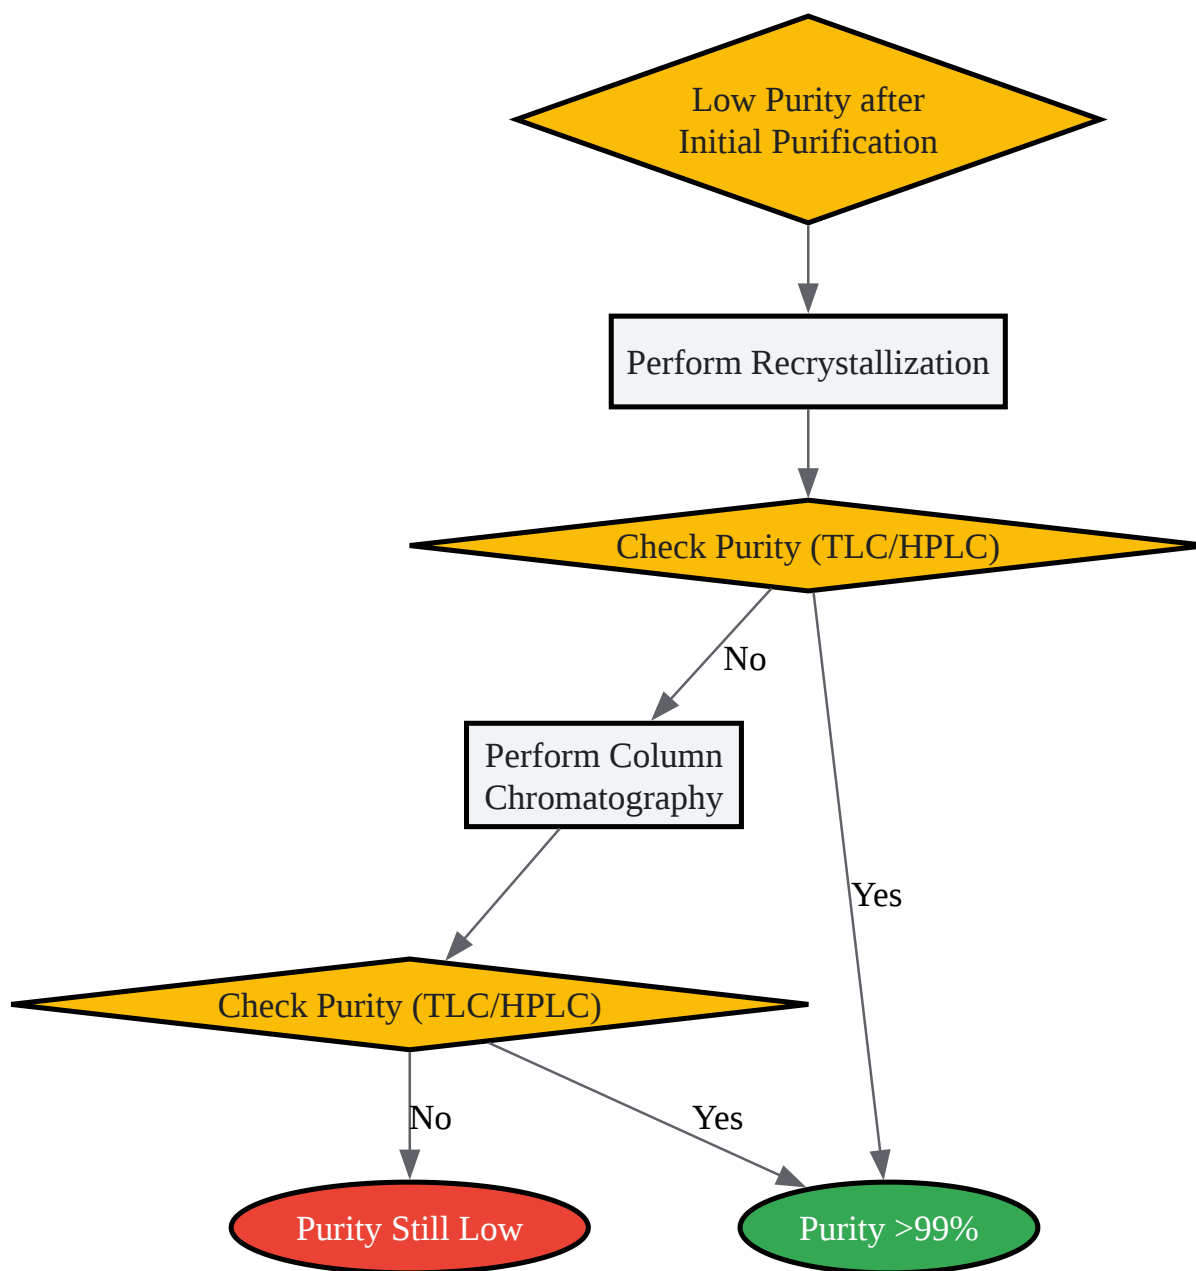 Low Purity after
Initial Purification
Perform Recrystallization
Check Purity (TLC/HPLC)
No
Perform Column
Chromatography
Yes
Check Purity (TLC/HPLC)
No
Yes
Purity Still Low
Purity >99%